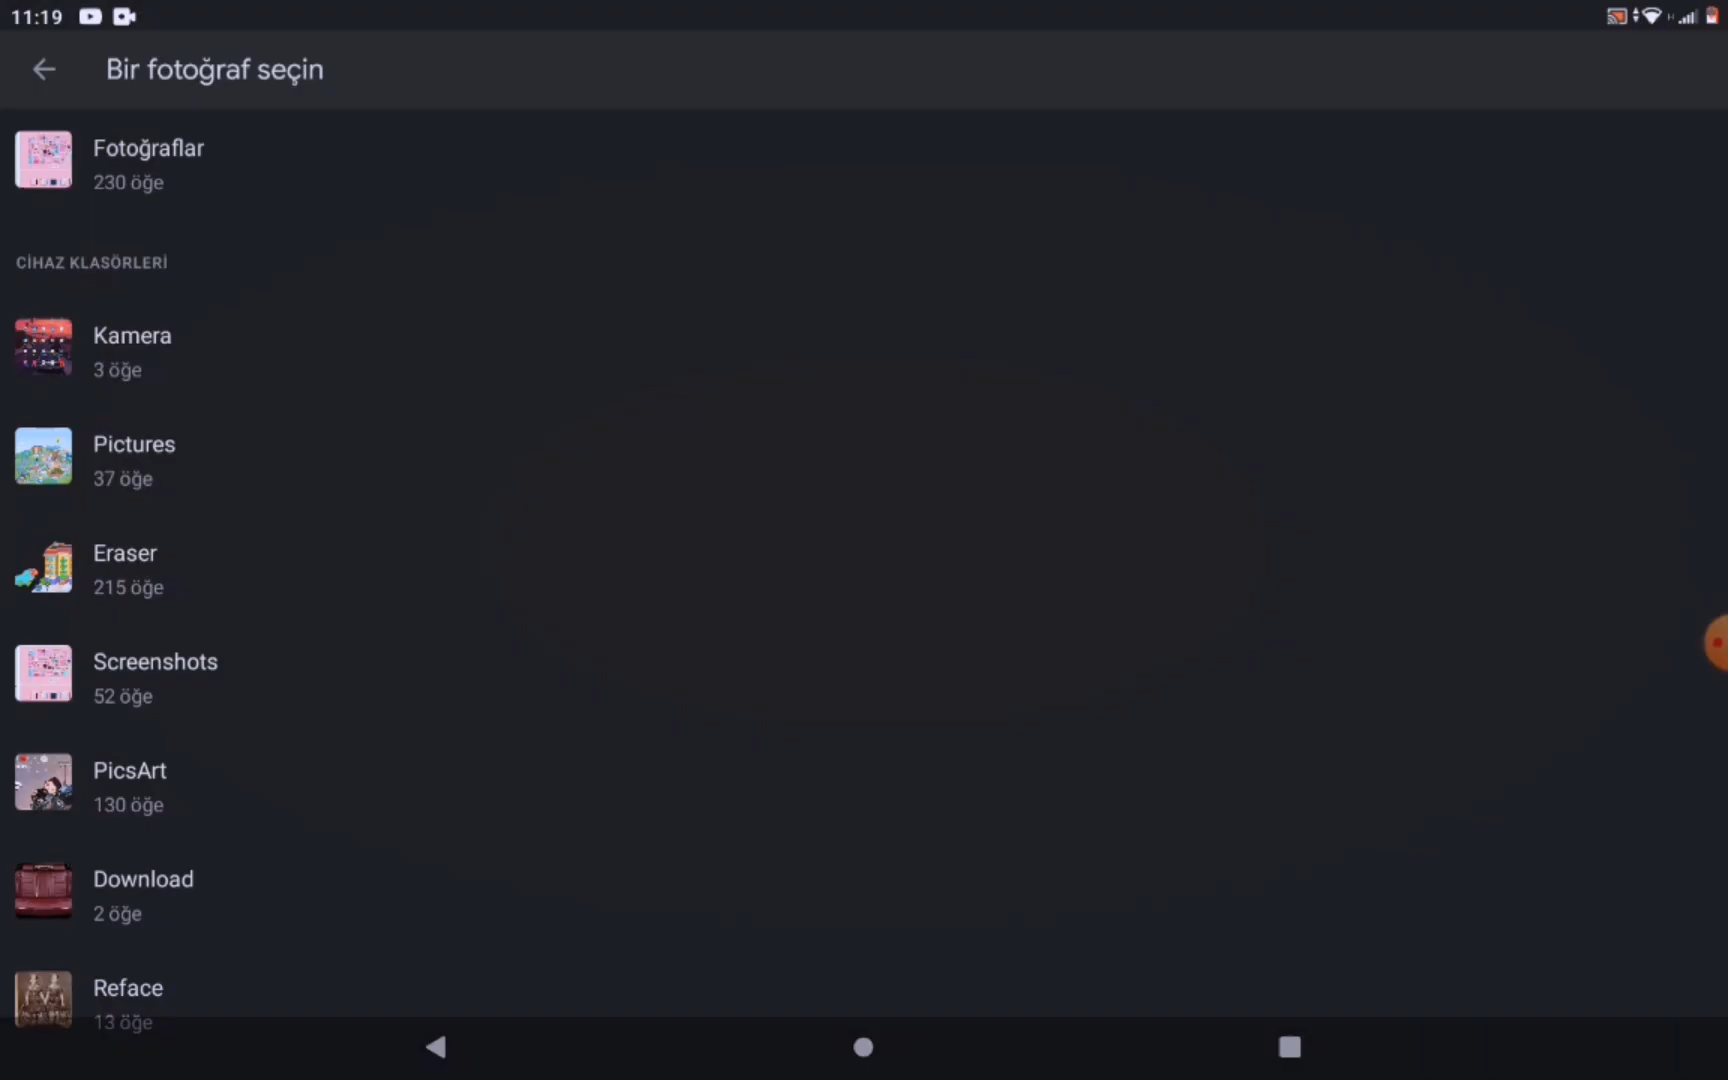 11:19
Bir fotoğraf seçin
Fotoğraflar
230 öğe
CİHAZ KLASÖRLERİ
Kamera
3 öğe
Pictures
37 öğe
Eraser
215 öğe
Screenshots
52 öğe
PicsArt
130 öğe
Download
2 öğe
Reface
13 öğe